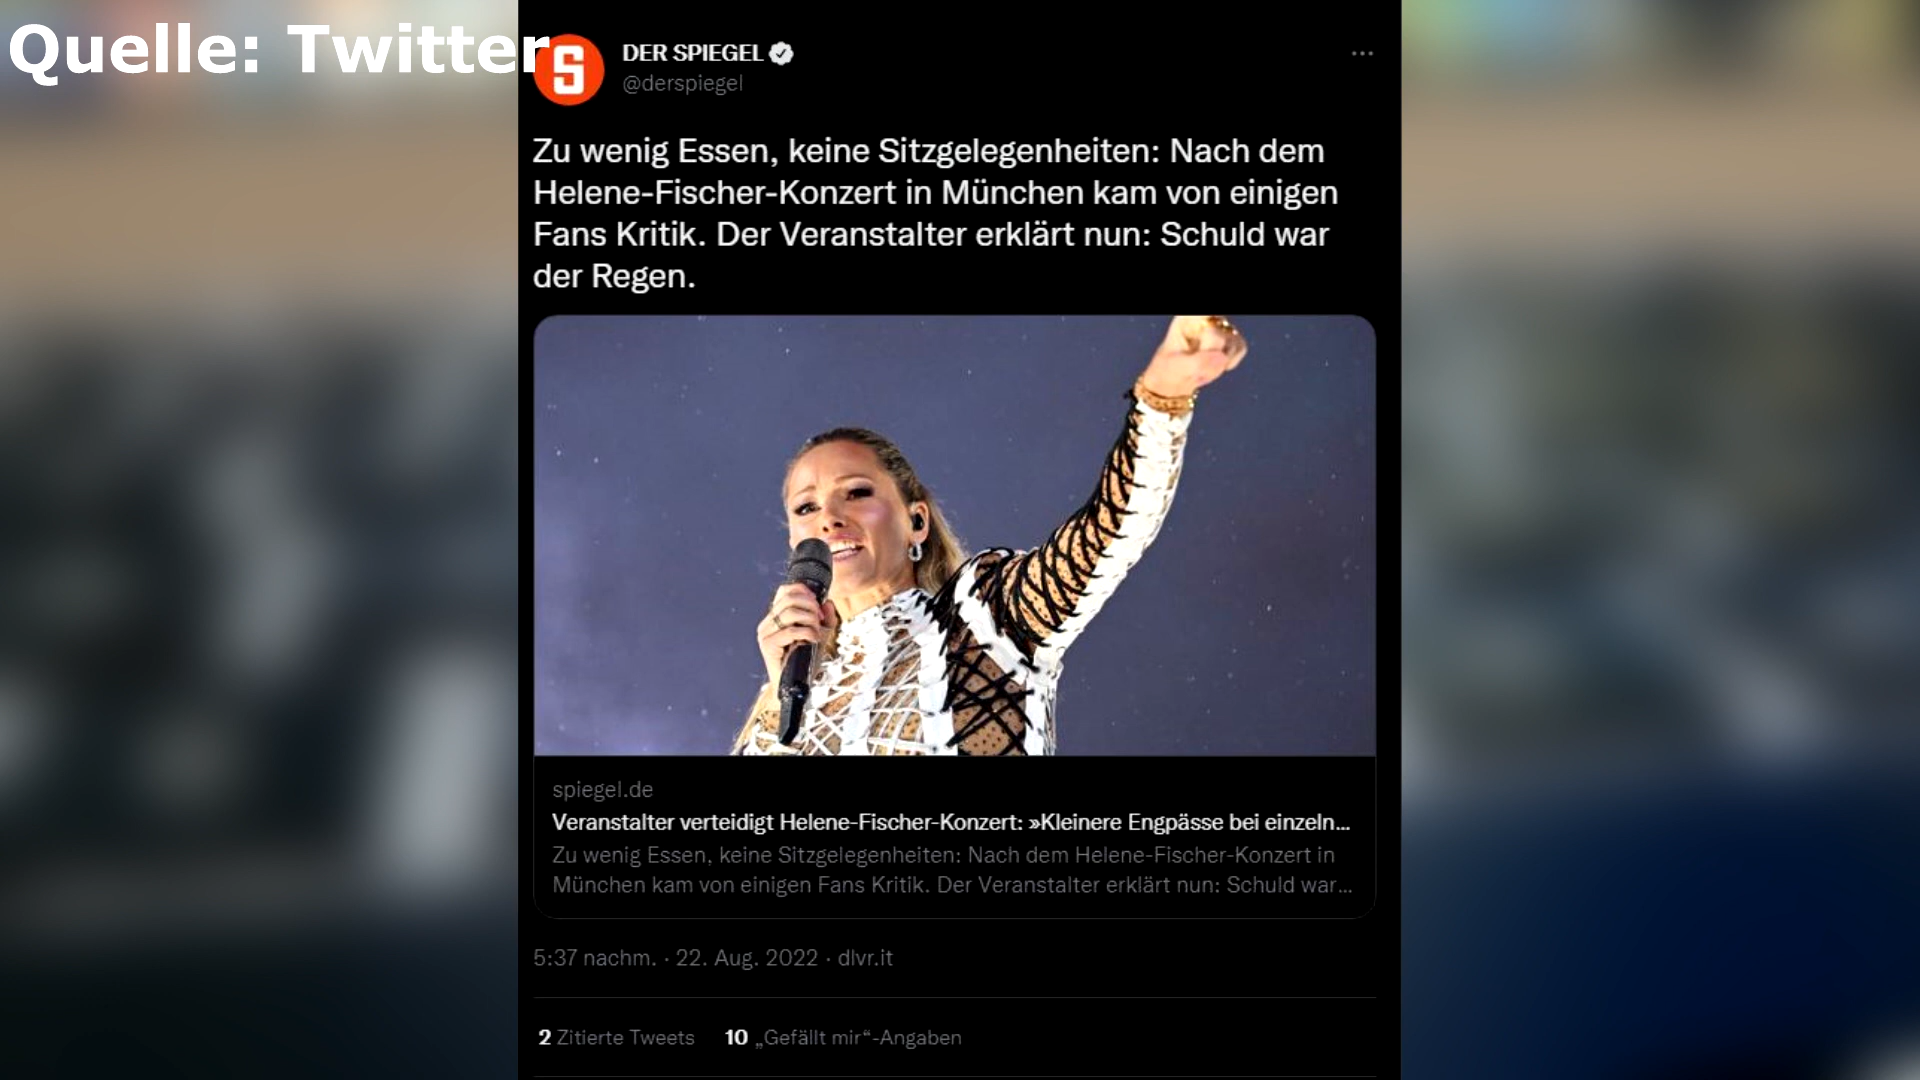 Quelle: Twitter
DER SPIEGEL
@derspiegel
Zu wenig Essen, keine Sitzgelegenheiten: Nach dem
Helene-Fischer-Konzert in München kam von einigen
Fans Kritik. Der Veranstalter erklärt nun: Schuld war
der Regen.
spiegel.de
Veranstalter verteidigt Helene-Fischer-Konzert: »Kleinere Engpässe bei einzeln...
Zu wenig Essen, keine Sitzgelegenheiten: Nach dem Helene-Fischer-Konzert in
München kam von einigen Fans Kritik. Der Veranstalter erklärt nun: Schuld war...
5:37 nachm. · 22. Aug. 2022 · dlvr.it
2 Zitierte Tweets 10 „Gefällt mir“-Angaben